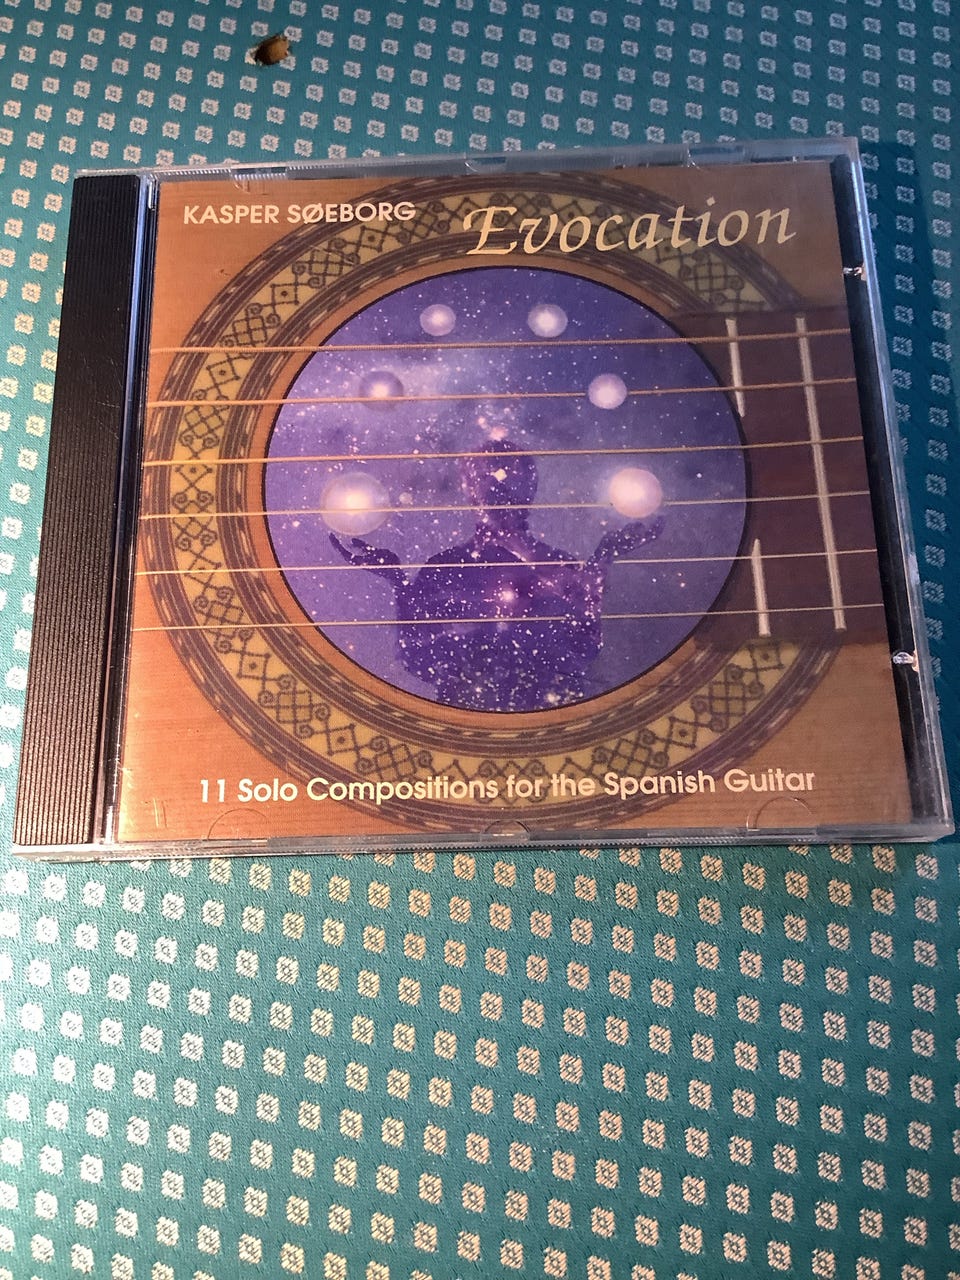 KASPER SØEBORG
Evocation
11 Solo Compositions for the Spanish Guitar